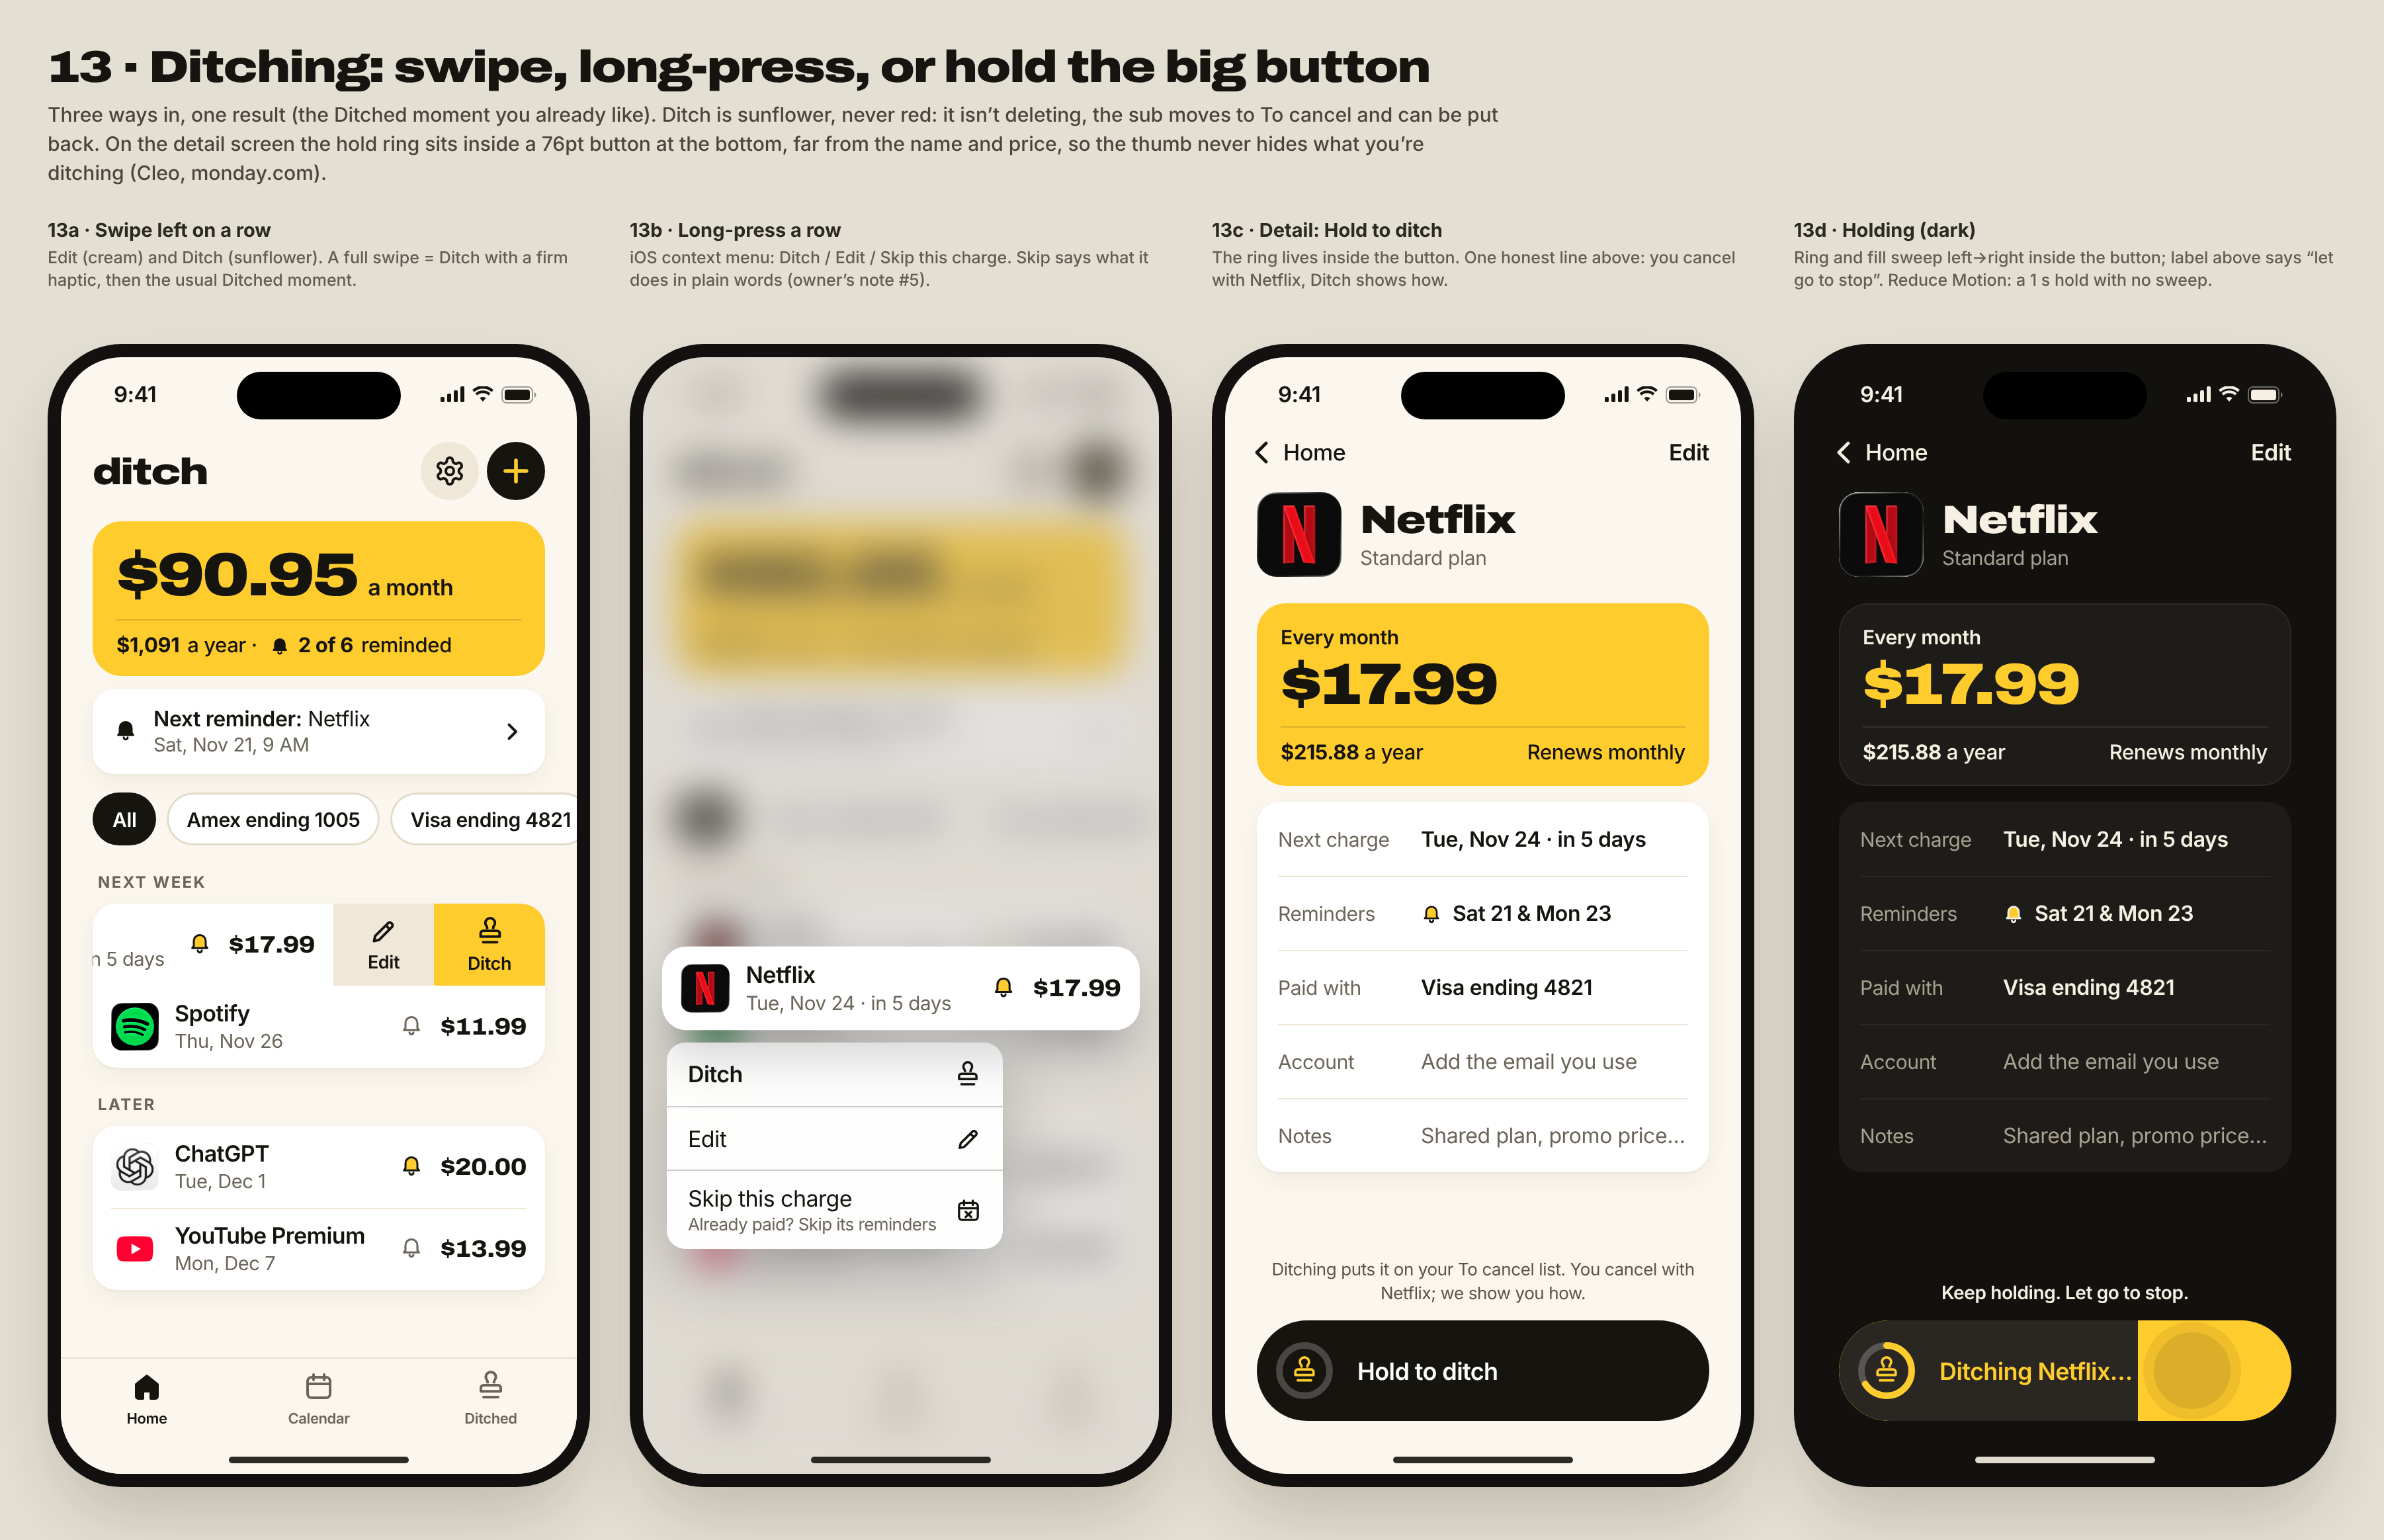 13 · Ditching: swipe, long-press, or hold the big button
Three ways in, one result (the Ditched moment you already like). Ditch is sunflower, never red: it isn’t deleting, the sub moves to To cancel and can be put
back. On the detail screen the hold ring sits inside a 76pt button at the bottom, far from the name and price, so the thumb never hides what you’re
ditching (Cleo, monday.com).
13a · Swipe left on a row
Edit (cream) and Ditch (sunflower). A full swipe = Ditch with a firm
haptic, then the usual Ditched moment.
9:41
ditch
$90.95 a month
$1,091 a year · 2 of 6 reminded
Next reminder: Netflix
Sat, Nov 21, 9 AM
All
Amex ending 1005
Visa ending 4821
NEXT WEEK
n 5 days
$17.99
Edit
Ditch
Spotify
Thu, Nov 26
$11.99
LATER
ChatGPT
Tue, Dec 1
$20.00
YouTube Premium
Mon, Dec 7
$13.99
Home
Calendar
Ditched
13b · Long-press a row
iOS context menu: Ditch / Edit / Skip this charge. Skip says what it
does in plain words (owner’s note #5).
Netflix
Tue, Nov 24 · in 5 days
$17.99
Ditch
Edit
Skip this charge
Already paid? Skip its reminders
13c · Detail: Hold to ditch
The ring lives inside the button. One honest line above: you cancel
with Netflix, Ditch shows how.
9:41
Home
Edit
Netflix
Standard plan
Every month
$17.99
$215.88 a year
Renews monthly
Next charge
Tue, Nov 24 · in 5 days
Reminders
Sat 21 & Mon 23
Paid with
Visa ending 4821
Account
Add the email you use
Notes
Shared plan, promo price…
Ditching puts it on your To cancel list. You cancel with
Netflix; we show you how.
Hold to ditch
13d · Holding (dark)
Ring and fill sweep left→right inside the button; label above says “let
go to stop”. Reduce Motion: a 1 s hold with no sweep.
9:41
Home
Edit
Netflix
Standard plan
Every month
$17.99
$215.88 a year
Renews monthly
Next charge
Tue, Nov 24 · in 5 days
Reminders
Sat 21 & Mon 23
Paid with
Visa ending 4821
Account
Add the email you use
Notes
Shared plan, promo price…
Keep holding. Let go to stop.
Ditching Netflix…